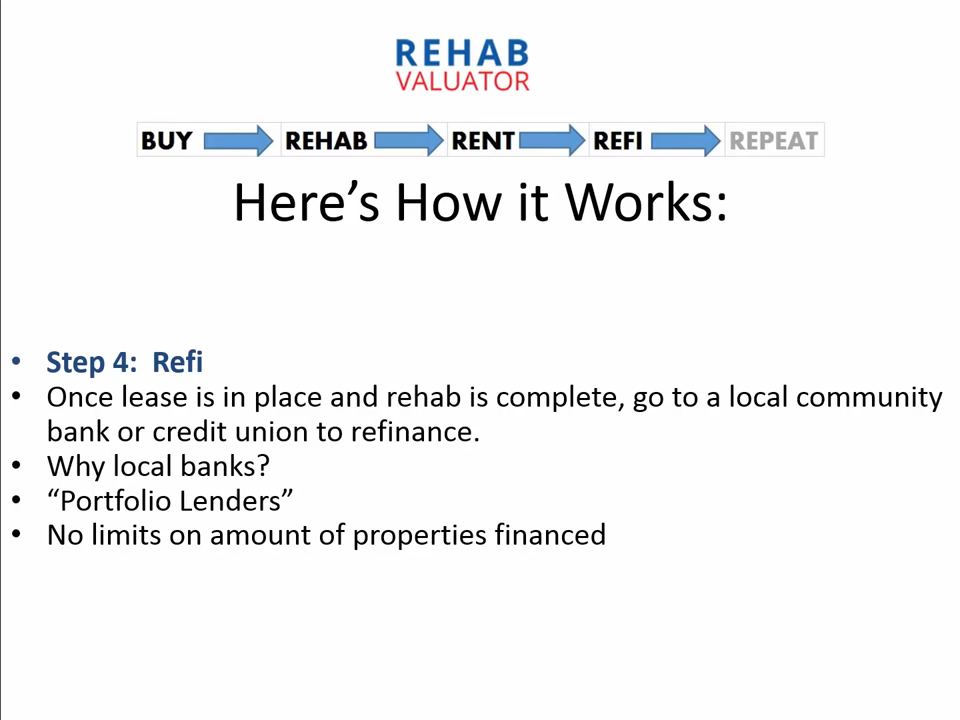 REHAB
VALUATOR
BUY REHAB RENT REFI REPEAT
Here’s How it Works:
• Step 4:  Refi
• Once lease is in place and rehab is complete, go to a local community
bank or credit union to refinance.
• Why local banks?
• “Portfolio Lenders”
• No limits on amount of properties financed